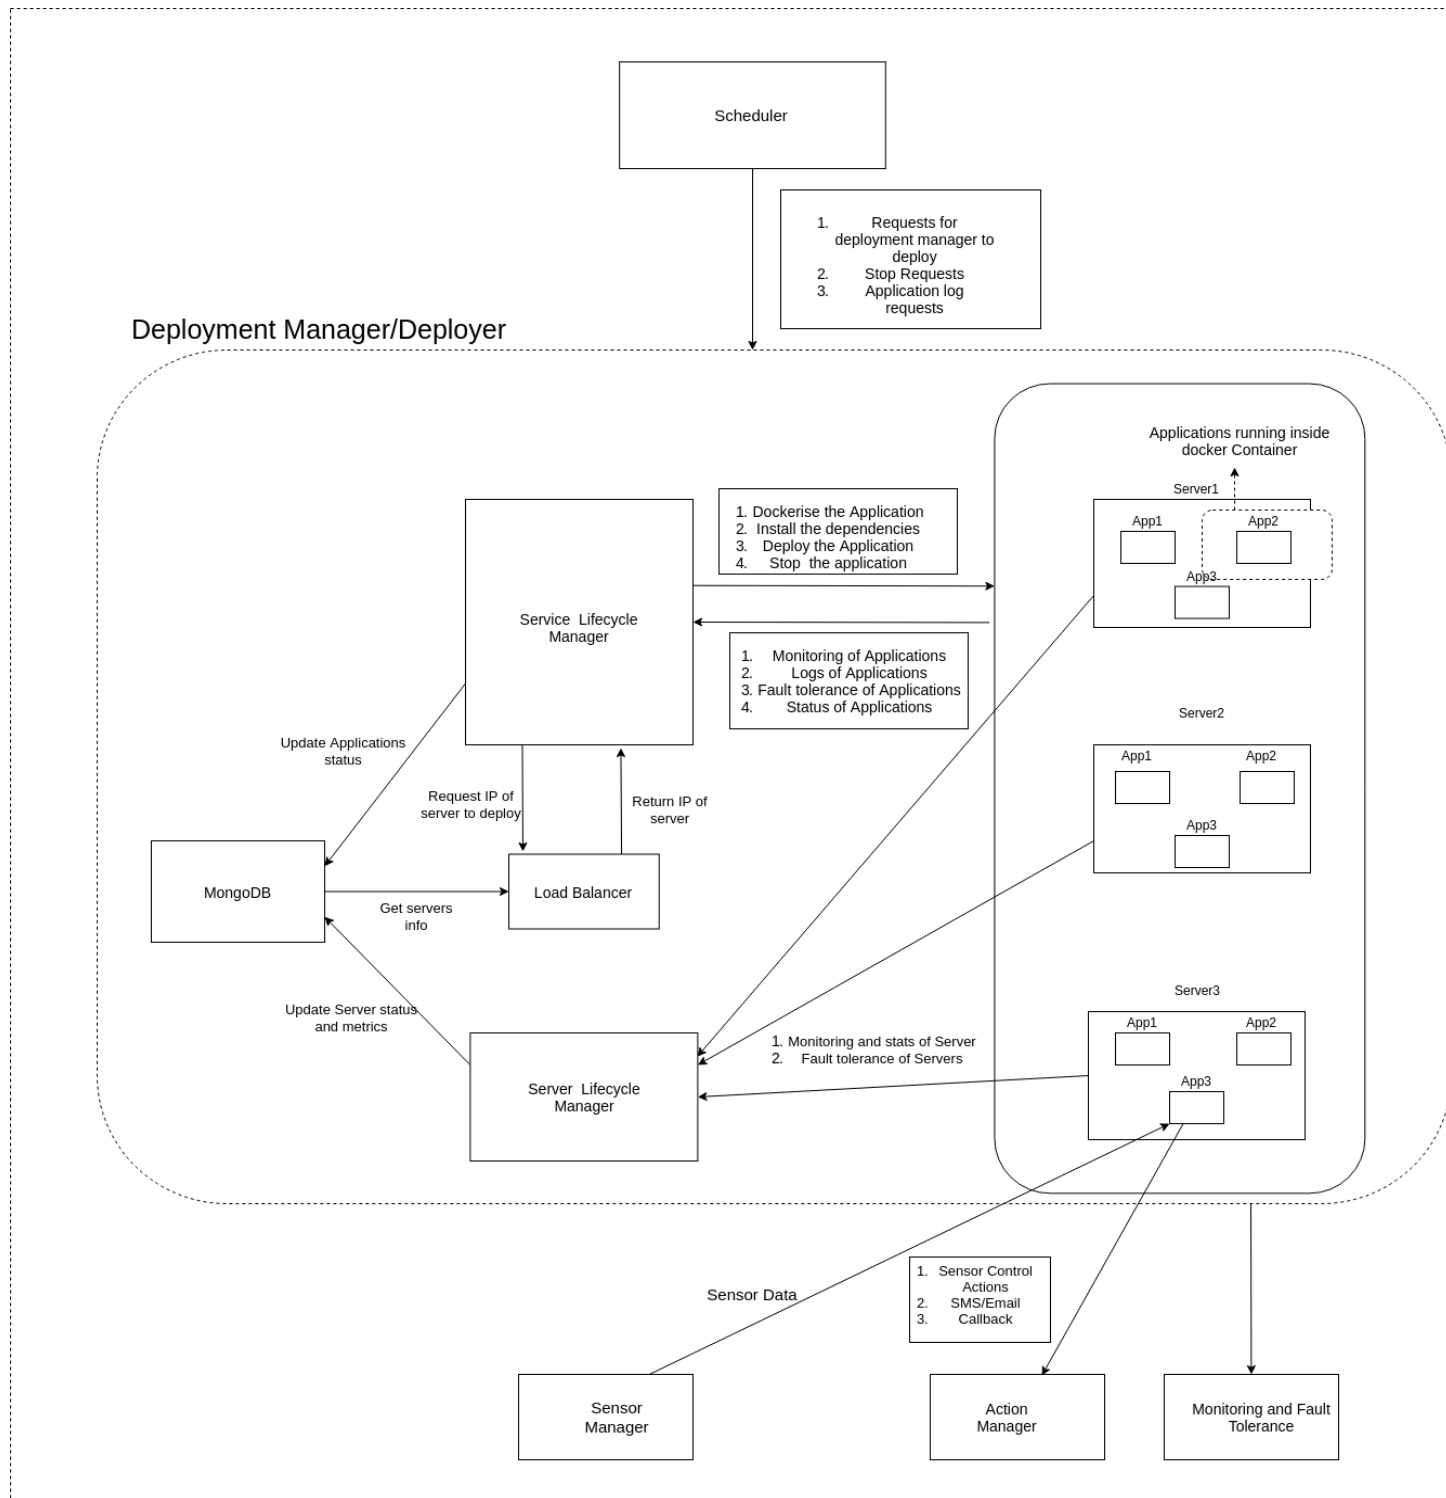 Scheduler
1. Requests for
deployment manager to
deploy
2. Stop Requests
3. Application log
requests
Deployment Manager/Deployer
Applications running inside
docker Container
Server1
App1
App2
App3
1. Dockerise the Application
2. Install the dependencies
3. Deploy the Application
4. Stop the application
Service Lifecycle
Manager
1. Monitoring of Applications
2. Logs of Applications
3. Fault tolerance of Applications
4. Status of Applications
Server2
App1
App2
App3
Update Applications
status
Request IP of
server to deploy
Return IP of
server
MongoDB
Load Balancer
Get servers
info
Server3
App1
App2
App3
Update Server status
and metrics
1. Monitoring and stats of Server
2. Fault tolerance of Servers
Server Lifecycle
Manager
Sensor Data
1. Sensor Control
Actions
2. SMS/Email
3. Callback
Sensor
Manager
Action
Manager
Monitoring and Fault
Tolerance